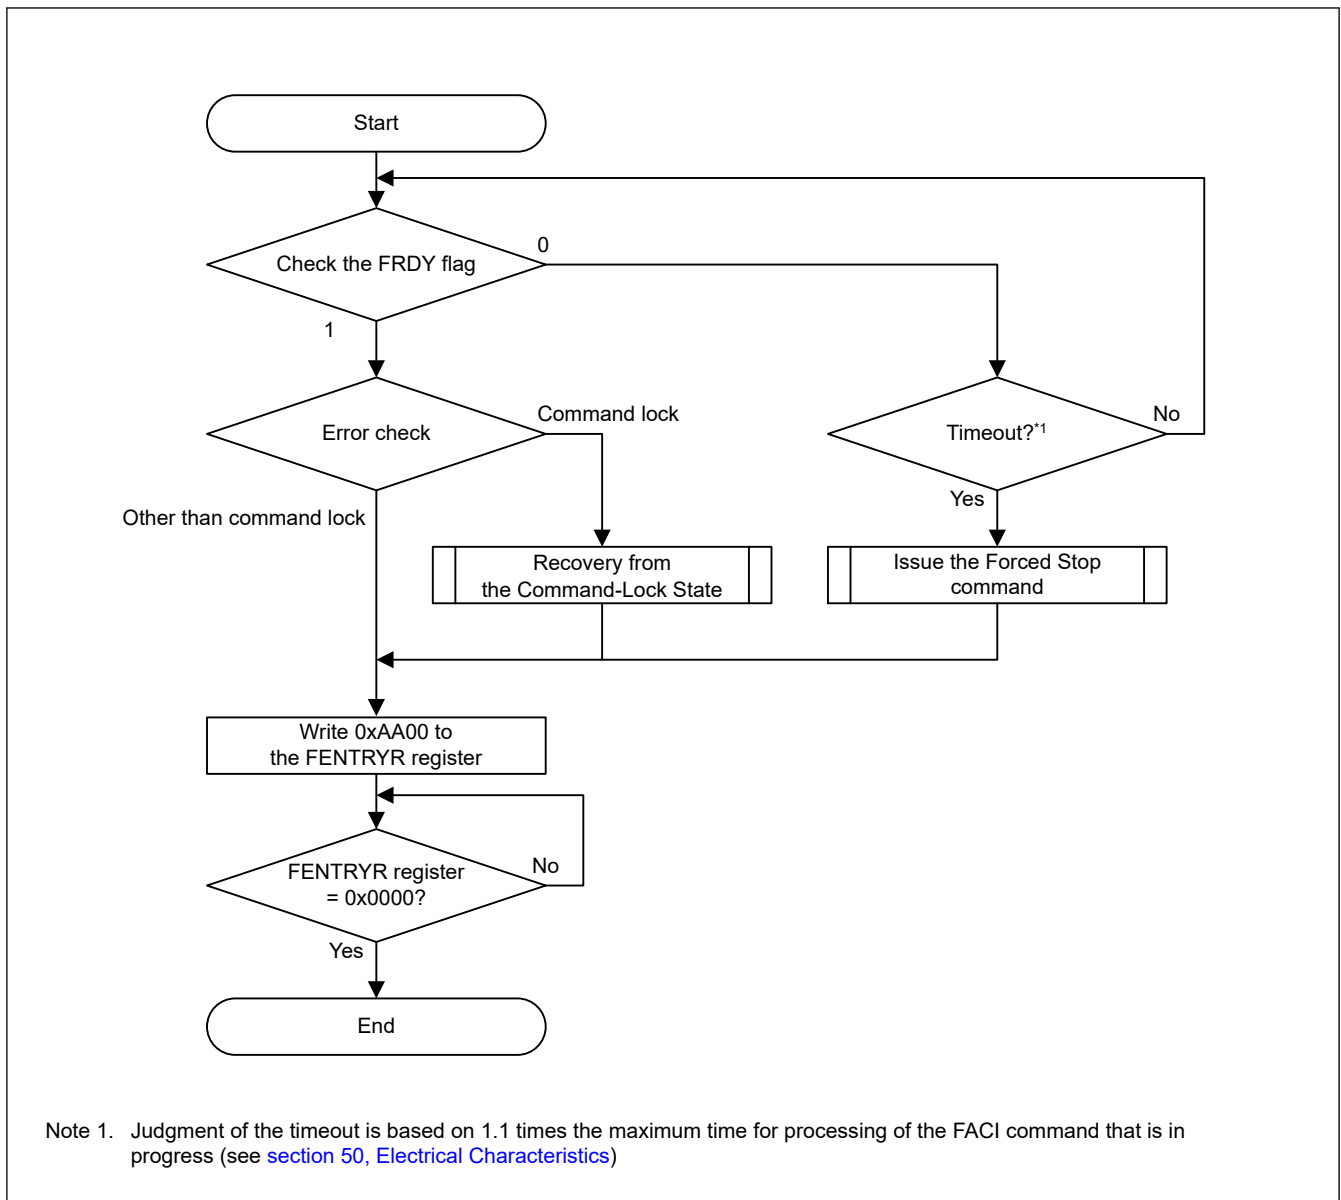 Start
0
Check the FRDY flag
1
Command lock
No
Error check
Timeout?*1
Yes
Other than command lock
Recovery from
the Command-Lock State
Issue the Forced Stop
command
Write 0xAA00 to
the FENTRYR register
FENTRYR register
= 0x0000?
No
Yes
End
Note 1. Judgment of the timeout is based on 1.1 times the maximum time for processing of the FACI command that is in
progress (see section 50, Electrical Characteristics)